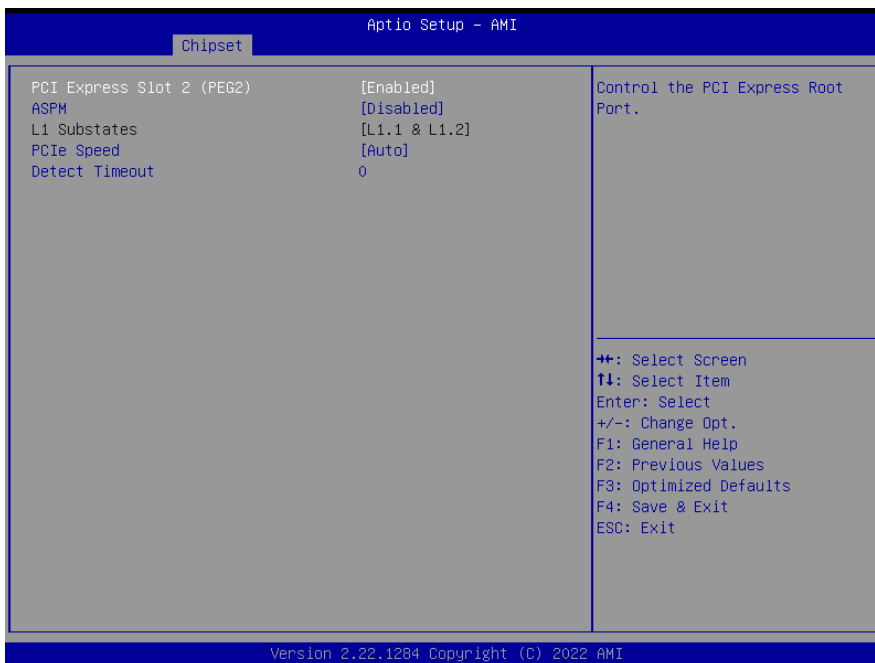 Aptio Setup – AMI
Chipset
PCI Express Slot 2 (PEG2) [Enabled]
ASPM [Disabled]
L1 Substates [L1.1 & L1.2]
PCIe Speed [Auto]
Detect Timeout 0
Control the PCI Express Root
Port.
→←: Select Screen
↑↓: Select Item
Enter: Select
+/-: Change Opt.
F1: General Help
F2: Previous Values
F3: Optimized Defaults
F4: Save & Exit
ESC: Exit
Version 2.22.1284 Copyright (C) 2022 AMI